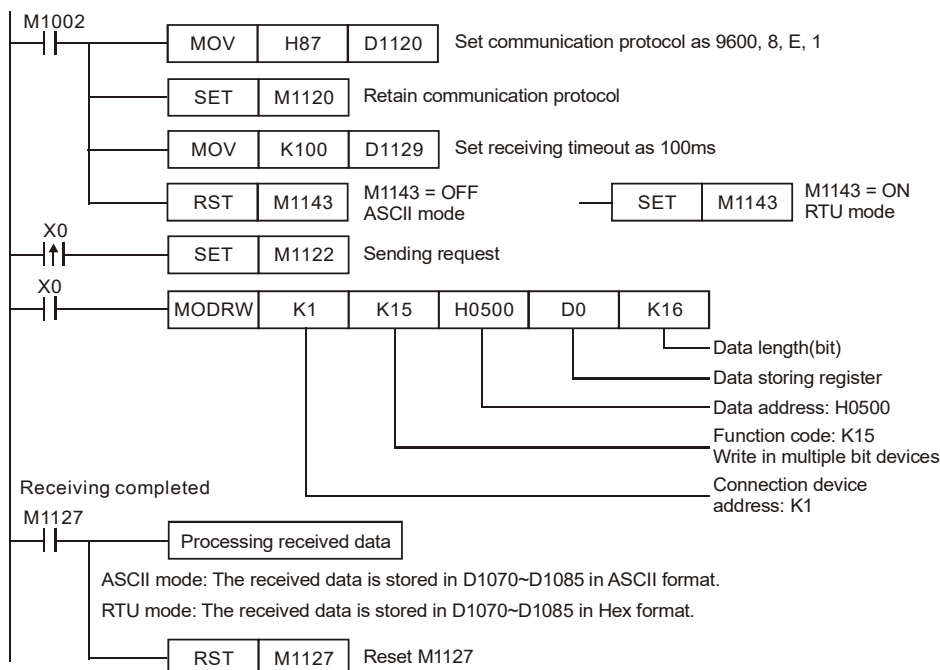 M1002
MOV H87 D1120 Set communication protocol as 9600, 8, E, 1
SET M1120 Retain communication protocol
MOV K100 D1129 Set receiving timeout as 100ms
RST M1143 M1143 = OFF
ASCII mode
SET M1143 M1143 = ON
RTU mode
X0
SET M1122 Sending request
X0
MODRW K1 K15 H0500 D0 K16
Data length(bit)
Data storing register
Data address: H0500
Function code: K15
Write in multiple bit devices
Connection device
address: K1
Receiving completed
M1127
Processing received data
ASCII mode: The received data is stored in D1070~D1085 in ASCII format.
RTU mode: The received data is stored in D1070~D1085 in Hex format.
RST M1127 Reset M1127